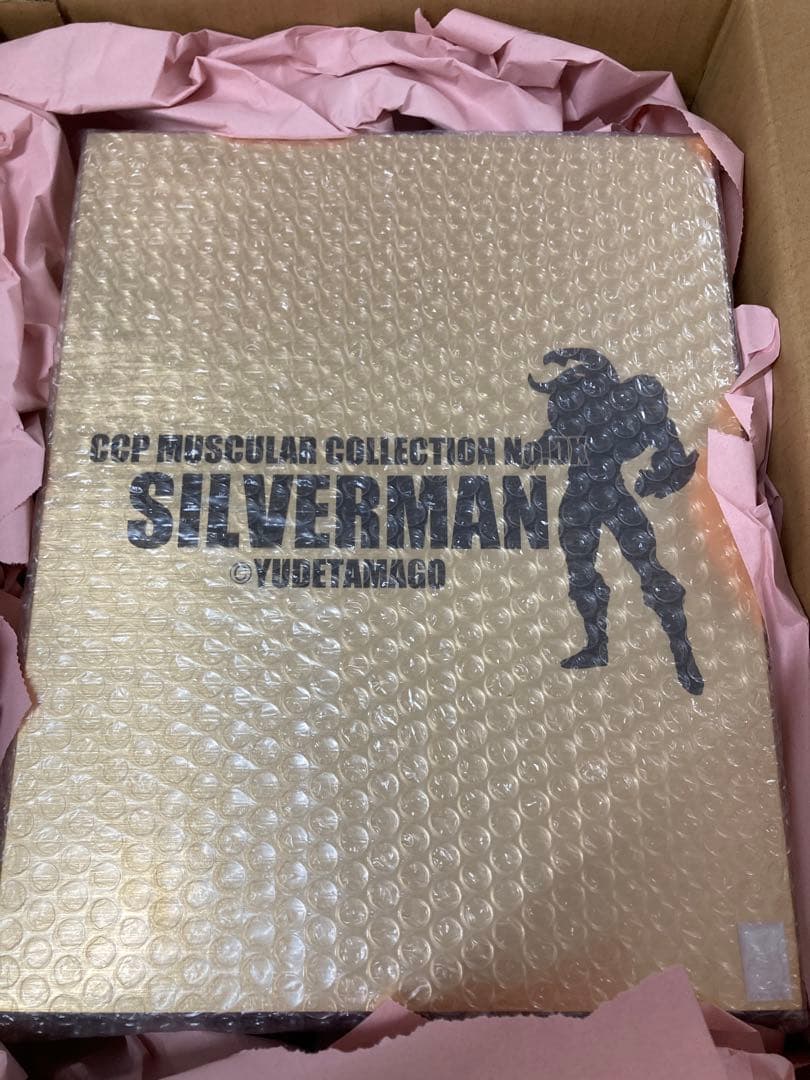 CCP MUSCULAR COLLECTION No.DX
SILVERMAN
©YUDETAMAGO